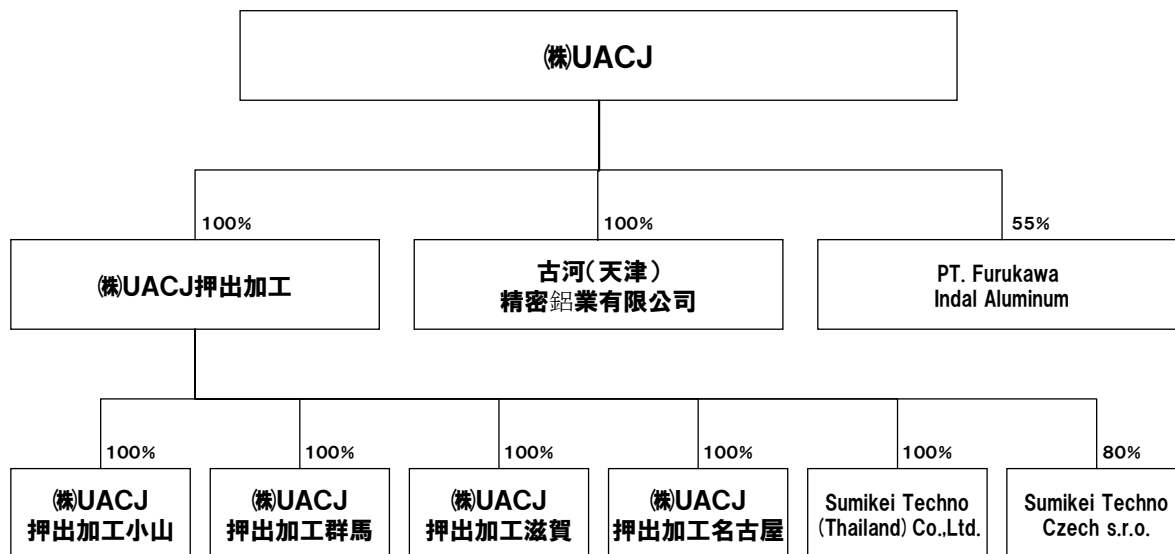 ㈱UACJ
100%
100%
55%
㈱UACJ押出加工
古河(天津)
精密鋁業有限公司
PT. Furukawa
Indal Aluminum
100%
100%
100%
100%
100%
80%
㈱UACJ
押出加工小山
㈱UACJ
押出加工群馬
㈱UACJ
押出加工滋賀
㈱UACJ
押出加工名古屋
Sumikei Techno
(Thailand) Co.,Ltd.
Sumikei Techno
Czech s.r.o.